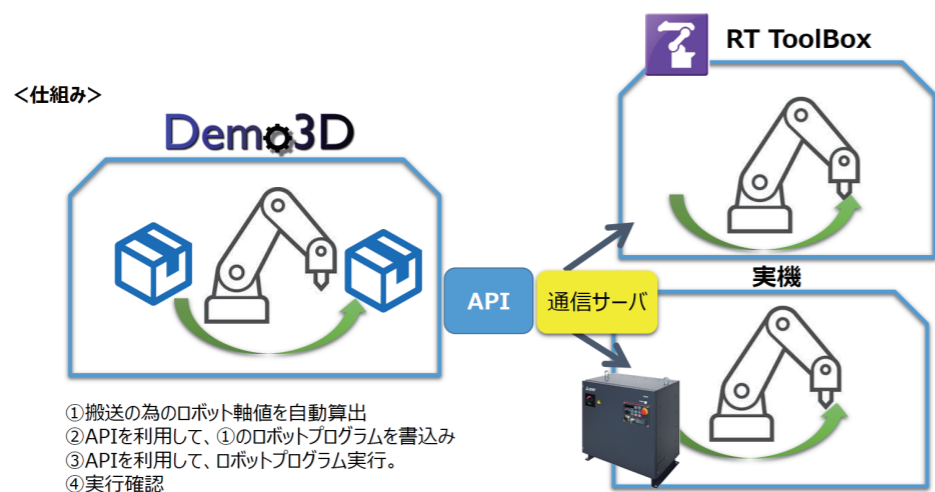 RT ToolBox
<仕組み>
Demo3D
実機
API
通信サーバ
①搬送の為のロボット軸値を自動算出
②APIを利用して、①のロボットプログラムを書込み
③APIを利用して、ロボットプログラム実行。
④実行確認